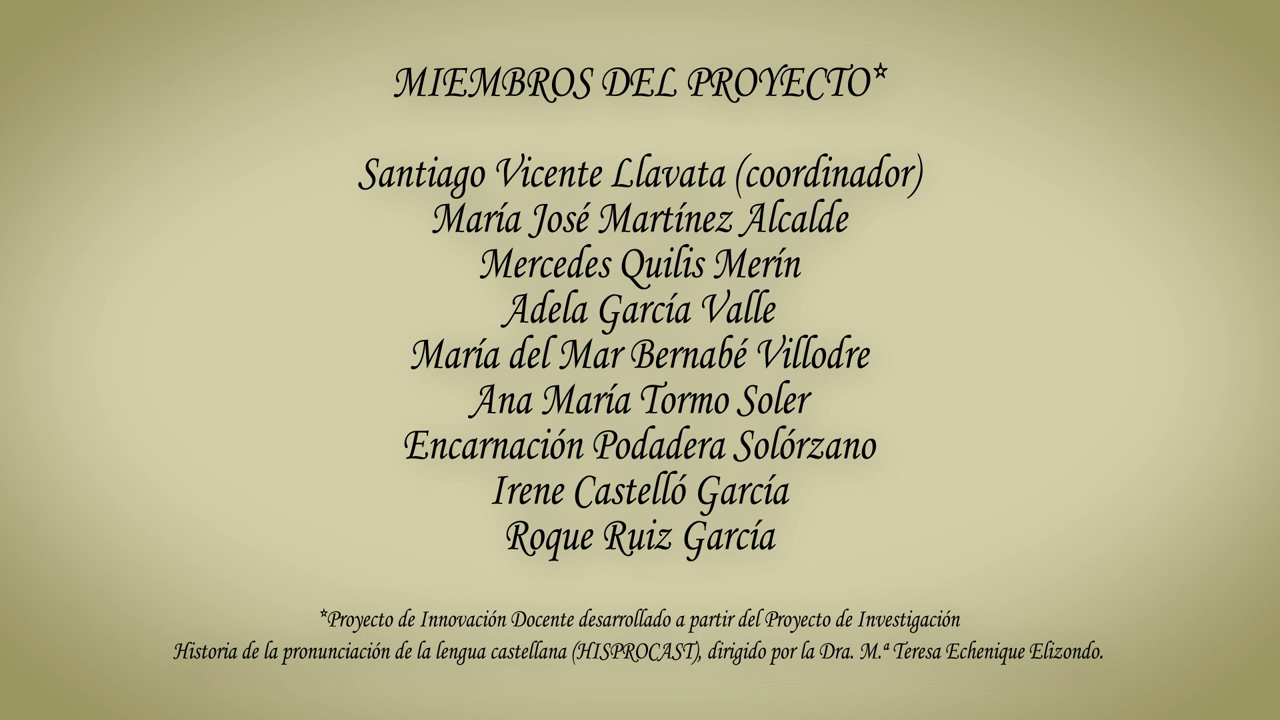 MIEMBROS DEL PROYECTO*
Santiago Vicente Llavata (coordinador)
María José Martínez Alcalde
Mercedes Quilis Merín
Adela García Valle
María del Mar Bernabé Villodre
Ana María Tormo Soler
Encarnación Podadera Solórzano
Irene Castelló García
Roque Ruiz García
*Proyecto de Innovación Docente desarrollado a partir del Proyecto de Investigación
Historia de la pronunciación de la lengua castellana (HISPROCAST), dirigido por la Dra. M.ª Teresa Echenique Elizondo.